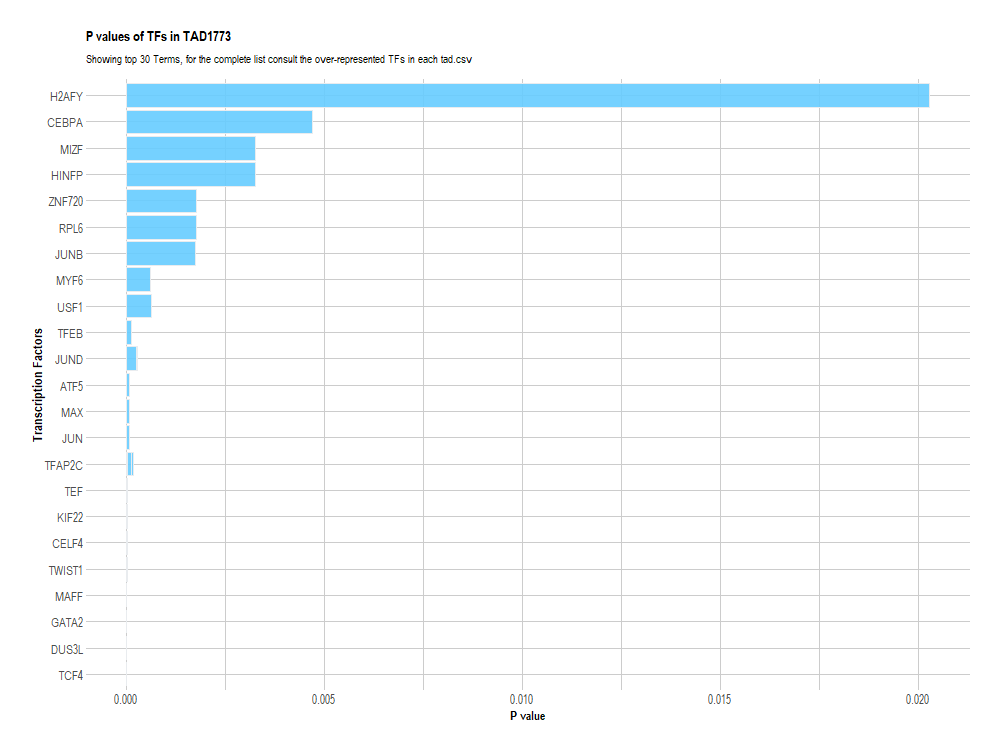 P values of TFs in TAD1773
Showing top 30 Terms, for the complete list consult the over-represented TFs in each tad.csv
H2AFY
CEBPA
MIZF
HINFP
ZNF720
RPL6
JUNB
MYF6
USF1
TFEB
JUND
ATF5
MAX
JUN
TFAP2C
TEF
KIF22
CELF4
TWIST1
MAFF
GATA2
DUS3L
TCF4
Transcription Factors
0.000 0.005 0.010 0.015 0.020
P value